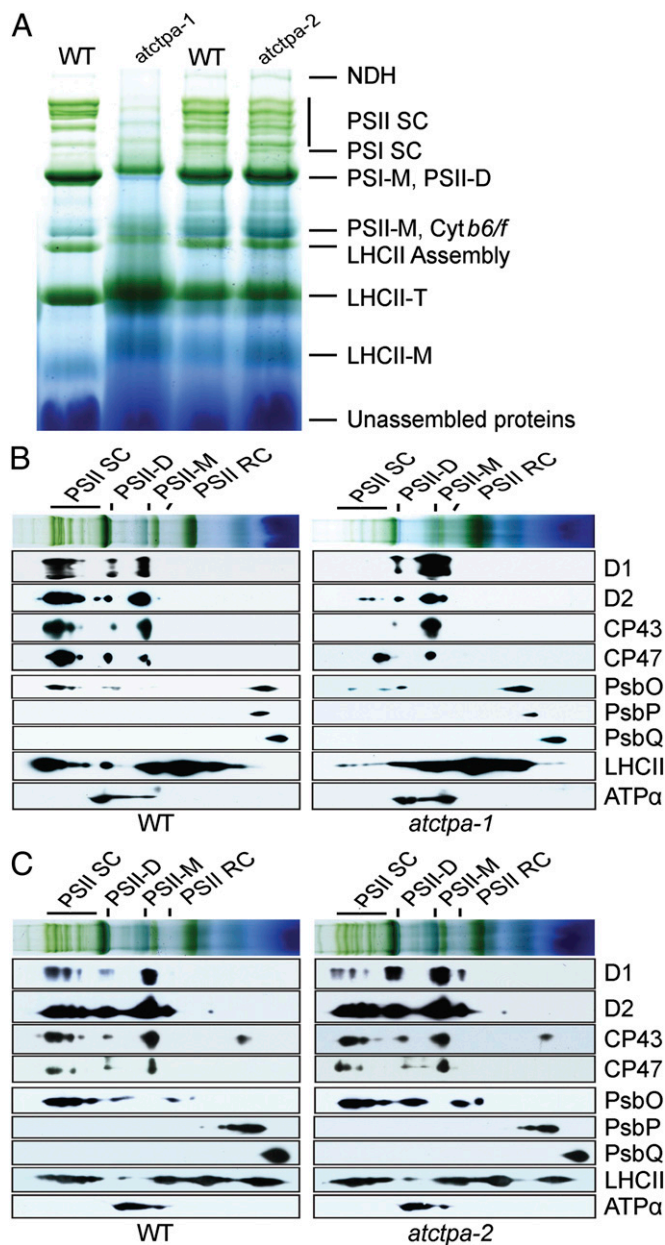 A
WT
atctpa-1
WT
atctpa-2
NDH
PSII SC
PSI SC
PSI-M, PSII-D
PSII-M, Cyt b6/f
LHCII Assembly
LHCII-T
LHCII-M
Unassembled proteins
B
PSII SC
PSII-D
PSII-M
PSII RC
PSII SC
PSII-D
PSII-M
PSII RC
D1
D2
CP43
CP47
PsbO
PsbP
PsbQ
LHCII
ATPα
WT
atctpa-1
C
PSII SC
PSII-D
PSII-M
PSII RC
PSII SC
PSII-D
PSII-M
PSII RC
D1
D2
CP43
CP47
PsbO
PsbP
PsbQ
LHCII
ATPα
WT
atctpa-2